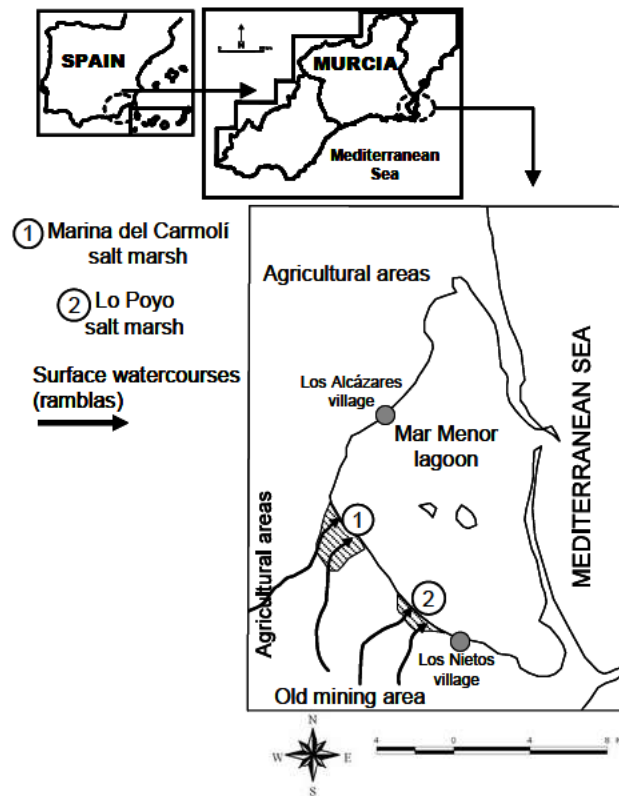 SPAIN
MURCIA
N
Mediterranean
Sea
1 Marina del Carmolí
salt marsh
2 Lo Poyo
salt marsh
Surface watercourses
(ramblas)
Agricultural areas
Los Alcázares
village
Mar Menor
lagoon
MEDITERRANEAN SEA
Agricultural areas
1
2
Los Nietos
village
Old mining area
N
W E
S
4 0 4 8